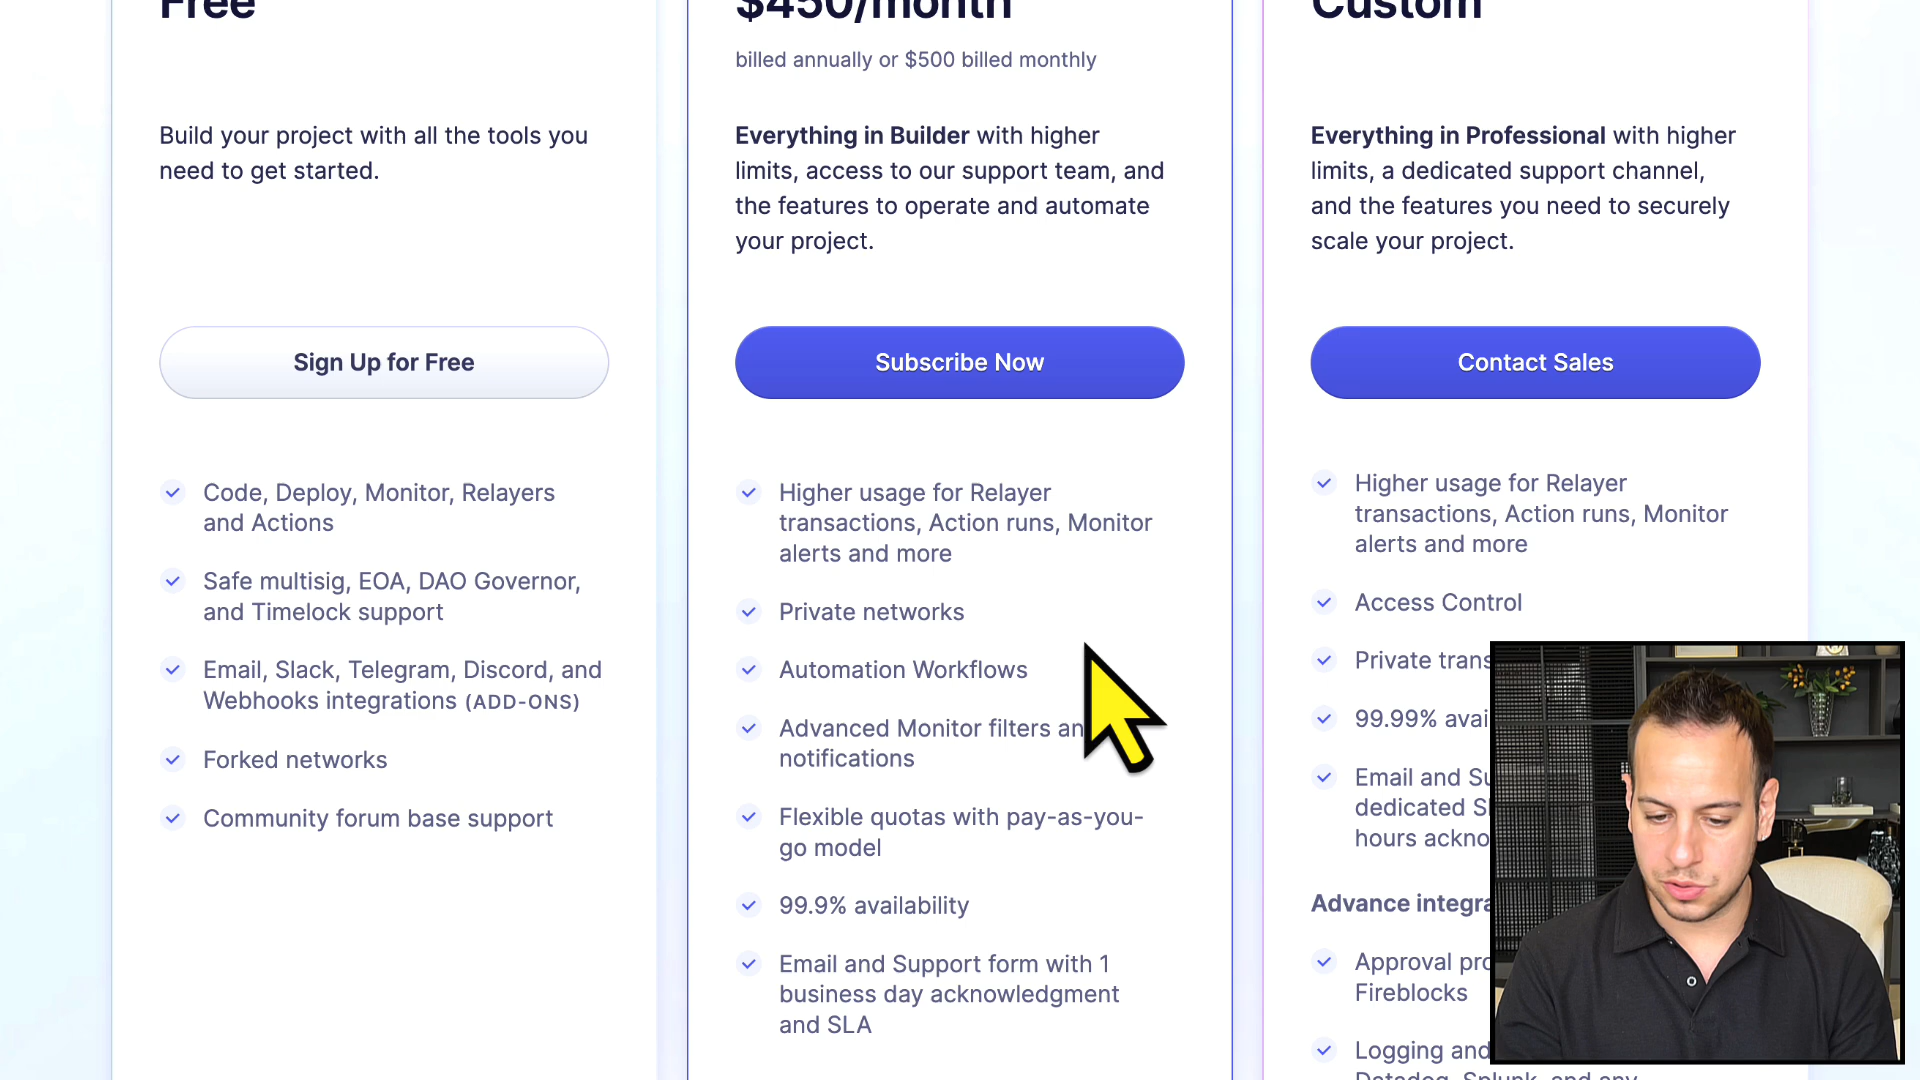 Free
Build your project with all the tools you
need to get started.
Sign Up for Free
Code, Deploy, Monitor, Relayers
and Actions
Safe multisig, EOA, DAO Governor,
and Timelock support
Email, Slack, Telegram, Discord, and
Webhooks integrations (ADD-ONS)
Forked networks
Community forum base support
$450/month
billed annually or $500 billed monthly
Everything in Builder with higher
limits, access to our support team, and
the features to operate and automate
your project.
Subscribe Now
Higher usage for Relayer
transactions, Action runs, Monitor
alerts and more
Private networks
Automation Workflows
Advanced Monitor filters an
notifications
Flexible quotas with pay-as-you-
go model
99.9% availability
Email and Support form with 1
business day acknowledgment
and SLA
Custom
Everything in Professional with higher
limits, a dedicated support channel,
and the features you need to securely
scale your project.
Contact Sales
Higher usage for Relayer
transactions, Action runs, Monitor
alerts and more
Access Control
Private trans
99.99% avai
Email and Su
dedicated Sl
hours ackno
Advance integra
Approval pro
Fireblocks
Logging and
Datadog, Splunk, and any